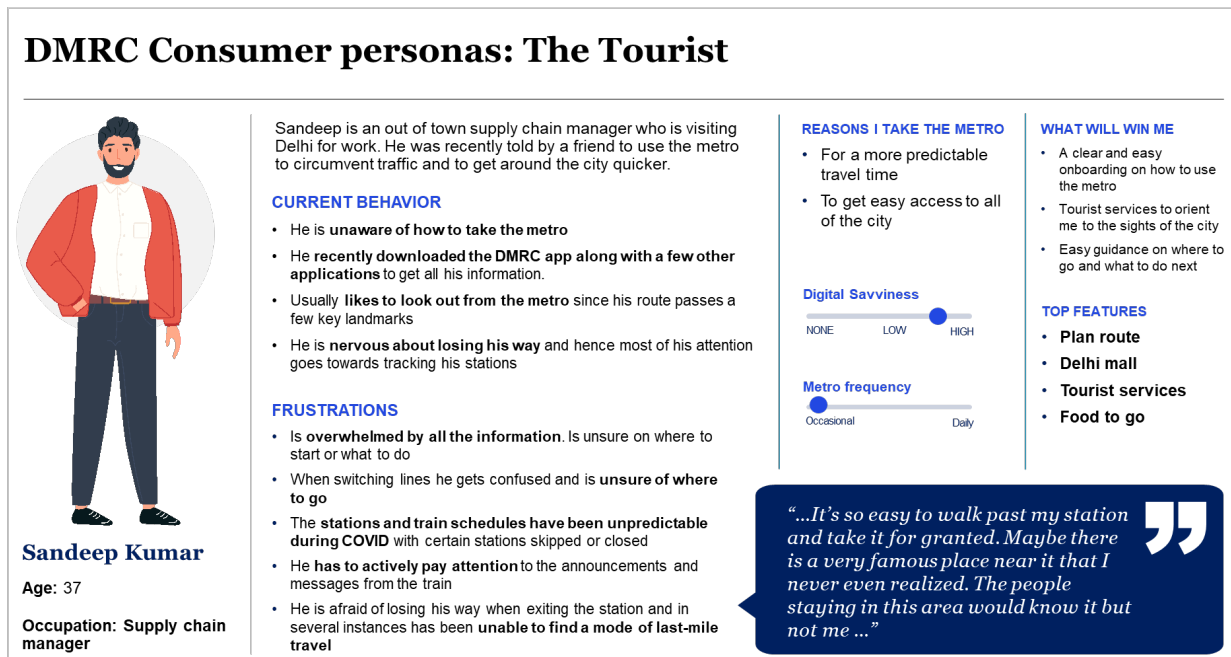 DMRC Consumer personas: The Tourist
Sandeep Kumar
Age: 37
Occupation: Supply chain
manager
Sandeep is an out of town supply chain manager who is visiting
Delhi for work. He was recently told by a friend to use the metro
to circumvent traffic and to get around the city quicker.
CURRENT BEHAVIOR
• He is unaware of how to take the metro
• He recently downloaded the DMRC app along with a few other
applications to get all his information.
• Usually likes to look out from the metro since his route passes a
few key landmarks
• He is nervous about losing his way and hence most of his attention
goes towards tracking his stations
FRUSTRATIONS
• Is overwhelmed by all the information. Is unsure on where to
start or what to do
• When switching lines he gets confused and is unsure of where
to go
• The stations and train schedules have been unpredictable
during COVID with certain stations skipped or closed
• He has to actively pay attention to the announcements and
messages from the train
• He is afraid of losing his way when exiting the station and in
several instances has been unable to find a mode of last-mile
travel
REASONS I TAKE THE METRO
• For a more predictable
travel time
• To get easy access to all
of the city
Digital Savviness
NONE LOW HIGH
Metro frequency
Occasional Daily
WHAT WILL WIN ME
• A clear and easy
onboarding on how to use
the metro
• Tourist services to orient
me to the sights of the city
• Easy guidance on where to
go and what to do next
TOP FEATURES
• Plan route
• Delhi mall
• Tourist services
• Food to go
“...It’s so easy to walk past my station
and take it for granted. Maybe there
is a very famous place near it that I
never even realized. The people
staying in this area would know it but
not me ...”